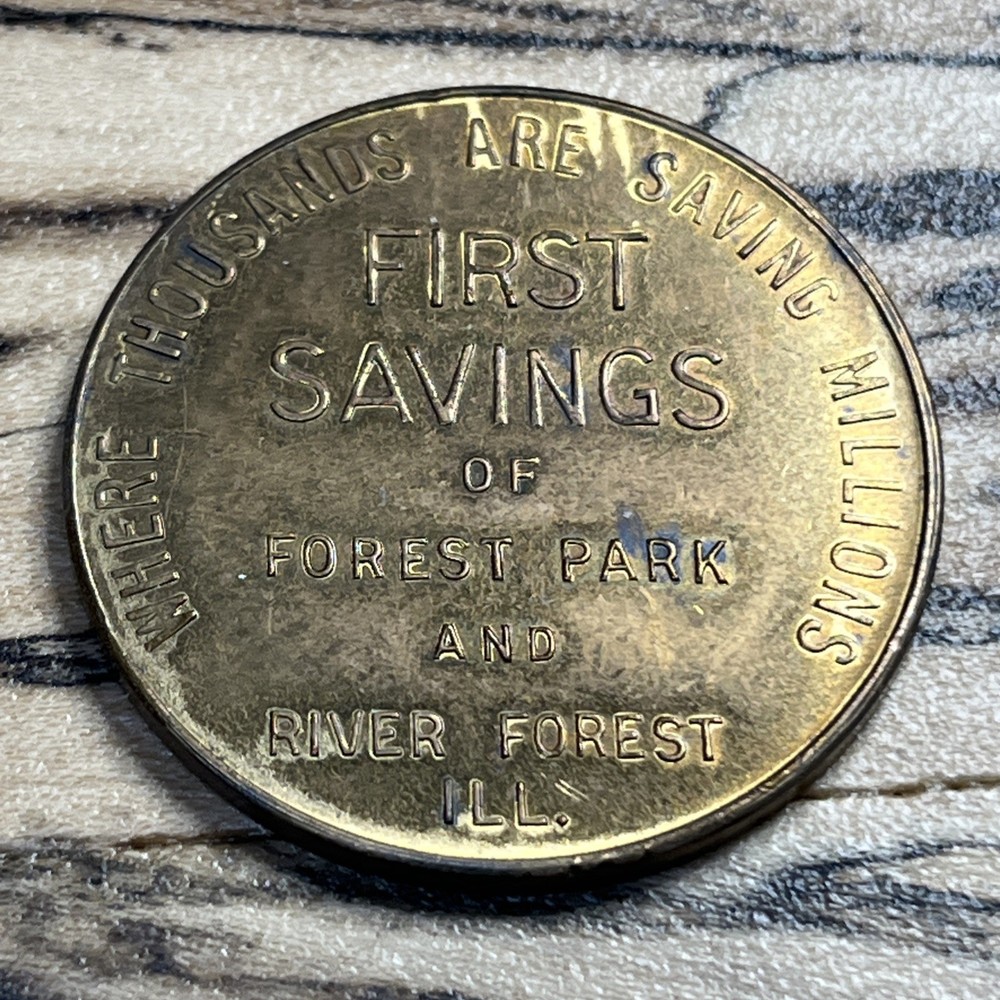 WHERE THOUSANDS ARE SAVING MILLIONS
FIRST
SAVINGS
OF
FOREST PARK
AND
RIVER FOREST
ILL.